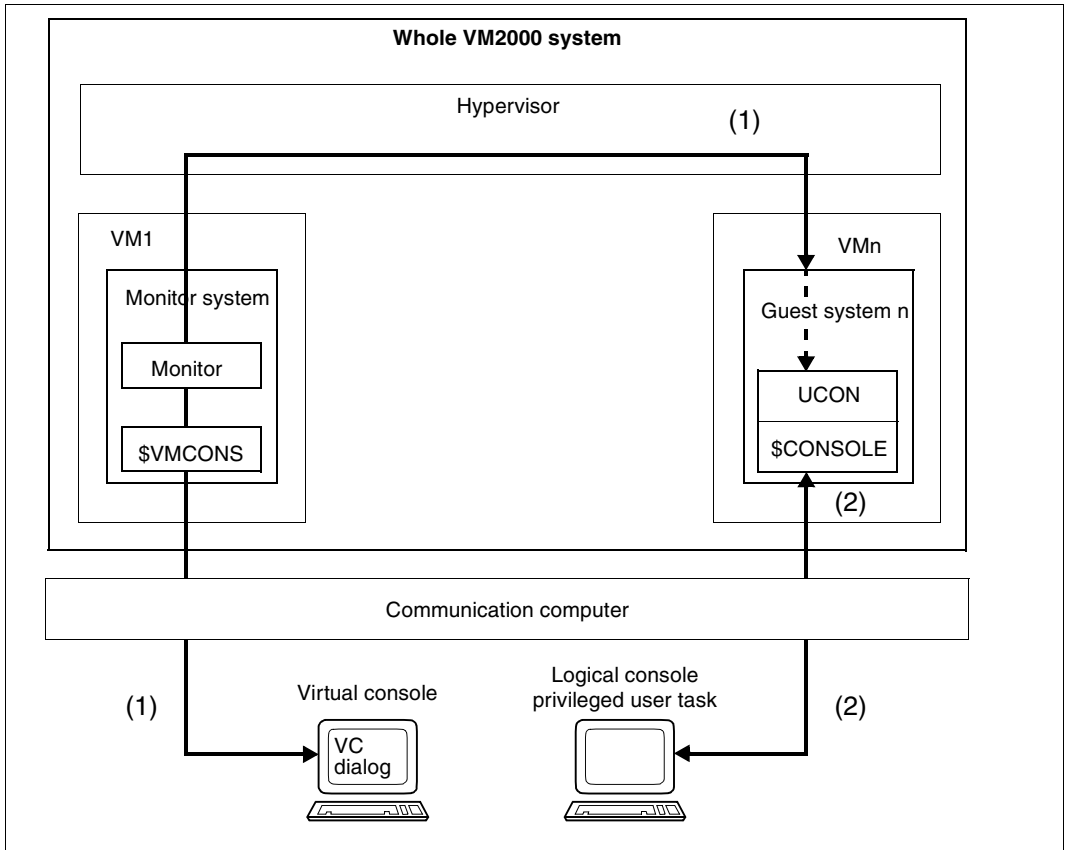 Whole VM2000 system
Hypervisor
(1)
VM1
VMn
Monitor system
Guest system n
Monitor
UCON
$VMCONS
$CONSOLE
(2)
Communication computer
(1)
Virtual console
Logical console
privileged user task
(2)
VC
dialog